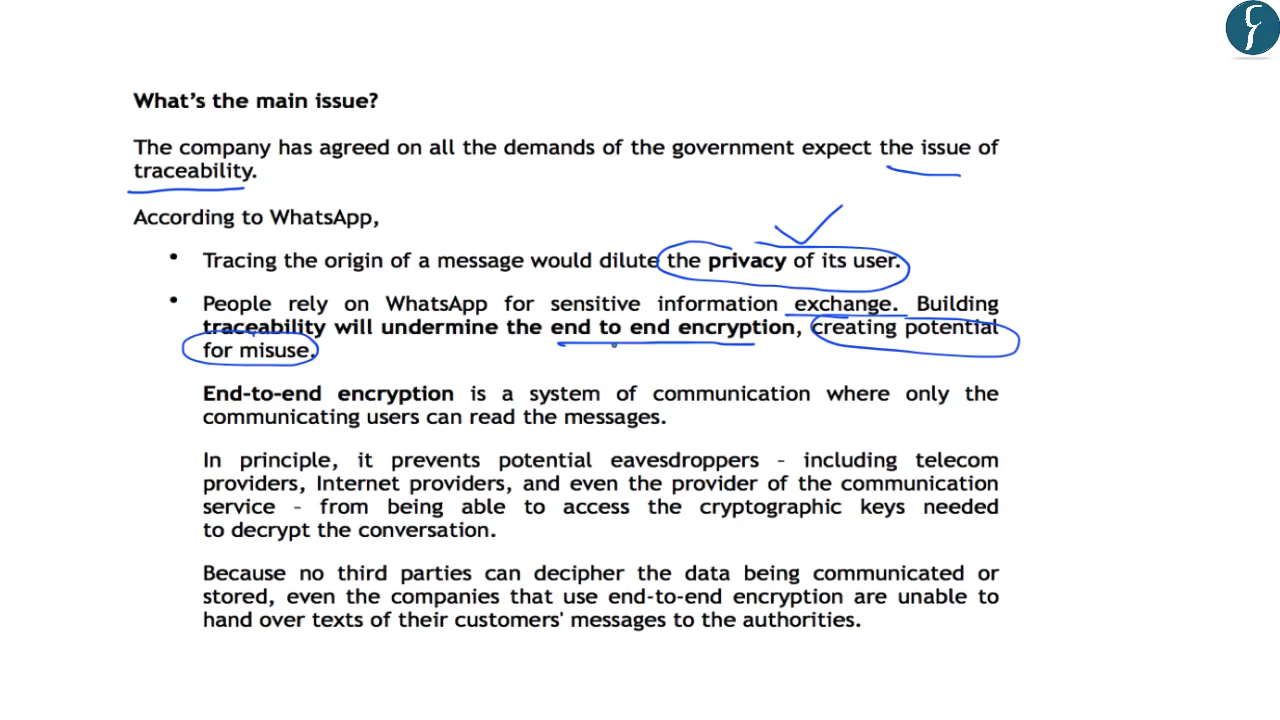 What's the main issue?
The company has agreed on all the demands of the government expect the issue of
traceability.
According to WhatsApp,
• Tracing the origin of a message would dilute the privacy of its user.
• People rely on WhatsApp for sensitive information exchange. Building
traceability will undermine the end to end encryption, creating potential
for misuse.
End-to-end encryption is a system of communication where only the
communicating users can read the messages.
In principle, it prevents potential eavesdroppers - including telecom
providers, Internet providers, and even the provider of the communication
service - from being able to access the cryptographic keys needed
to decrypt the conversation.
Because no third parties can decipher the data being communicated or
stored, even the companies that use end-to-end encryption are unable to
hand over texts of their customers' messages to the authorities.